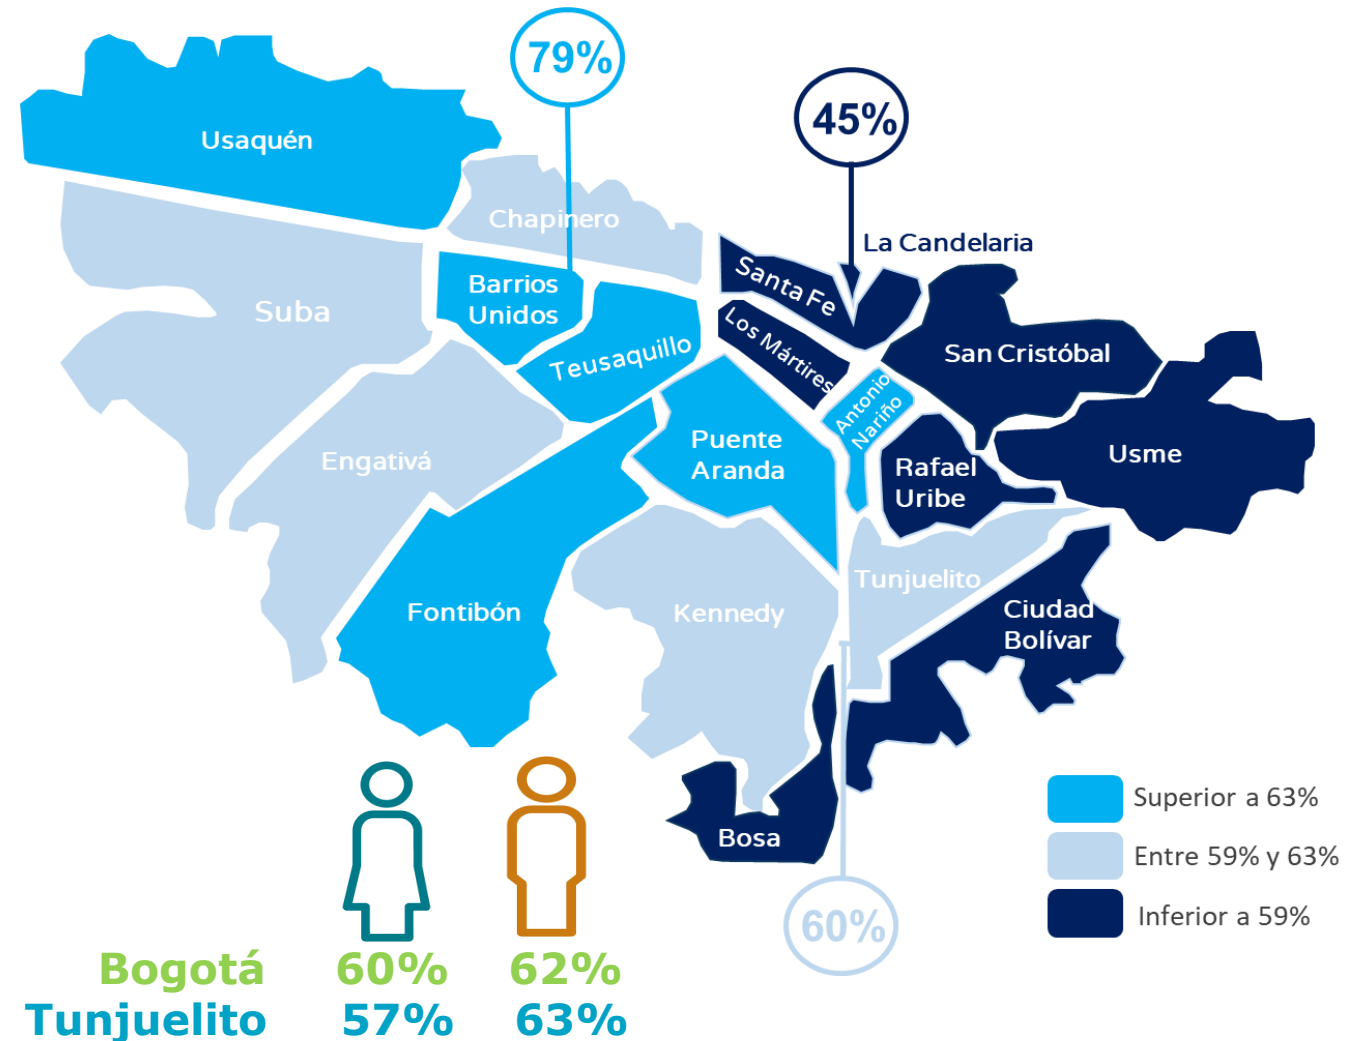 79%
45%
Usaquén
Chapinero
La Candelaria
Santa Fe
Barrios
Unidos
Suba
Los Mártires
Teusaquillo
San Cristóbal
Antonio
Nariño
Puente
Aranda
Engativá
Rafael
Uribe
Usme
Tunjuelito
Fontibón
Kennedy
Ciudad
Bolívar
Bosa
60%
Superior a 63%
Entre 59% y 63%
Inferior a 59%
Bogotá 60% 62%
Tunjuelito 57% 63%